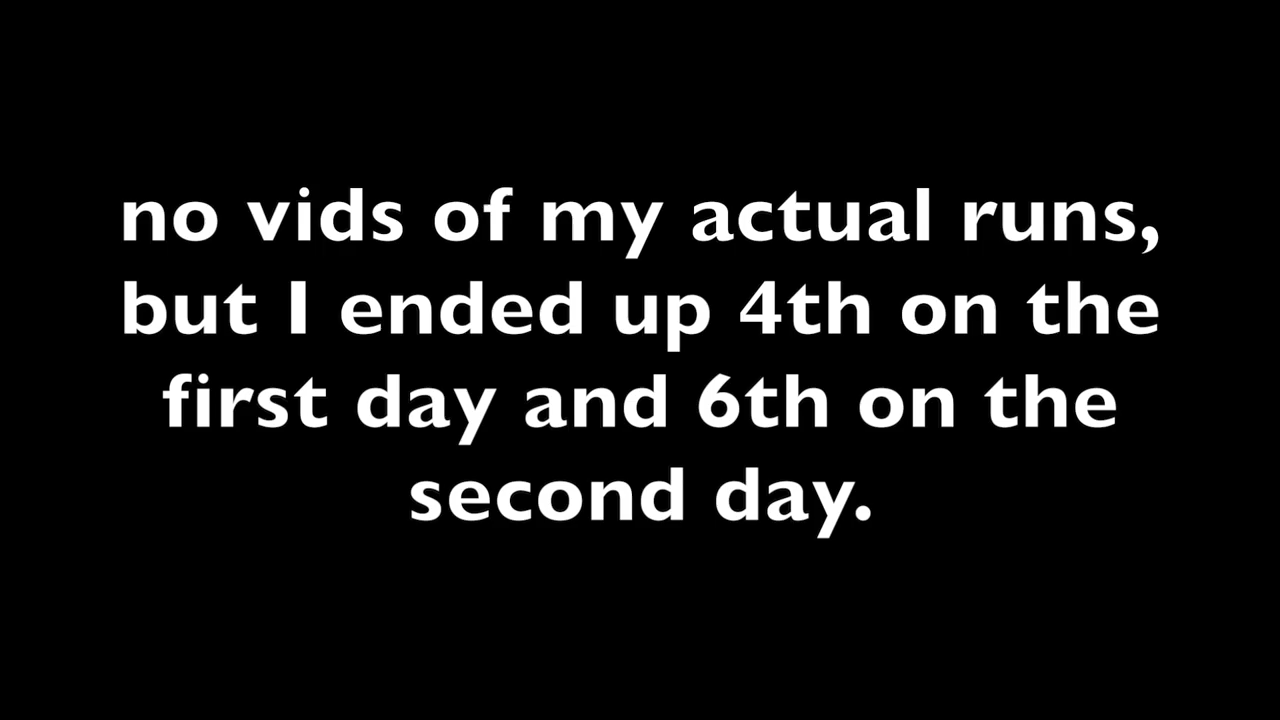 no vids of my actual runs,
but I ended up 4th on the
first day and 6th on the
second day.